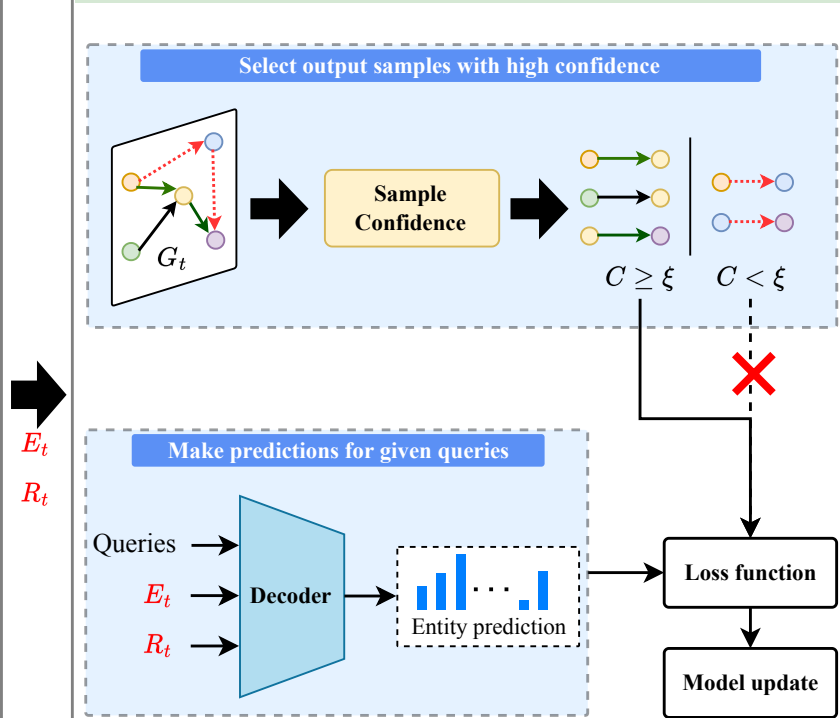 Select output samples with high confidence
G_t
Sample
Confidence
C ≥ ξ
C < ξ
E_t
R_t
Make predictions for given queries
Queries
E_t
R_t
Decoder
· · ·
Entity prediction
Loss function
Model update